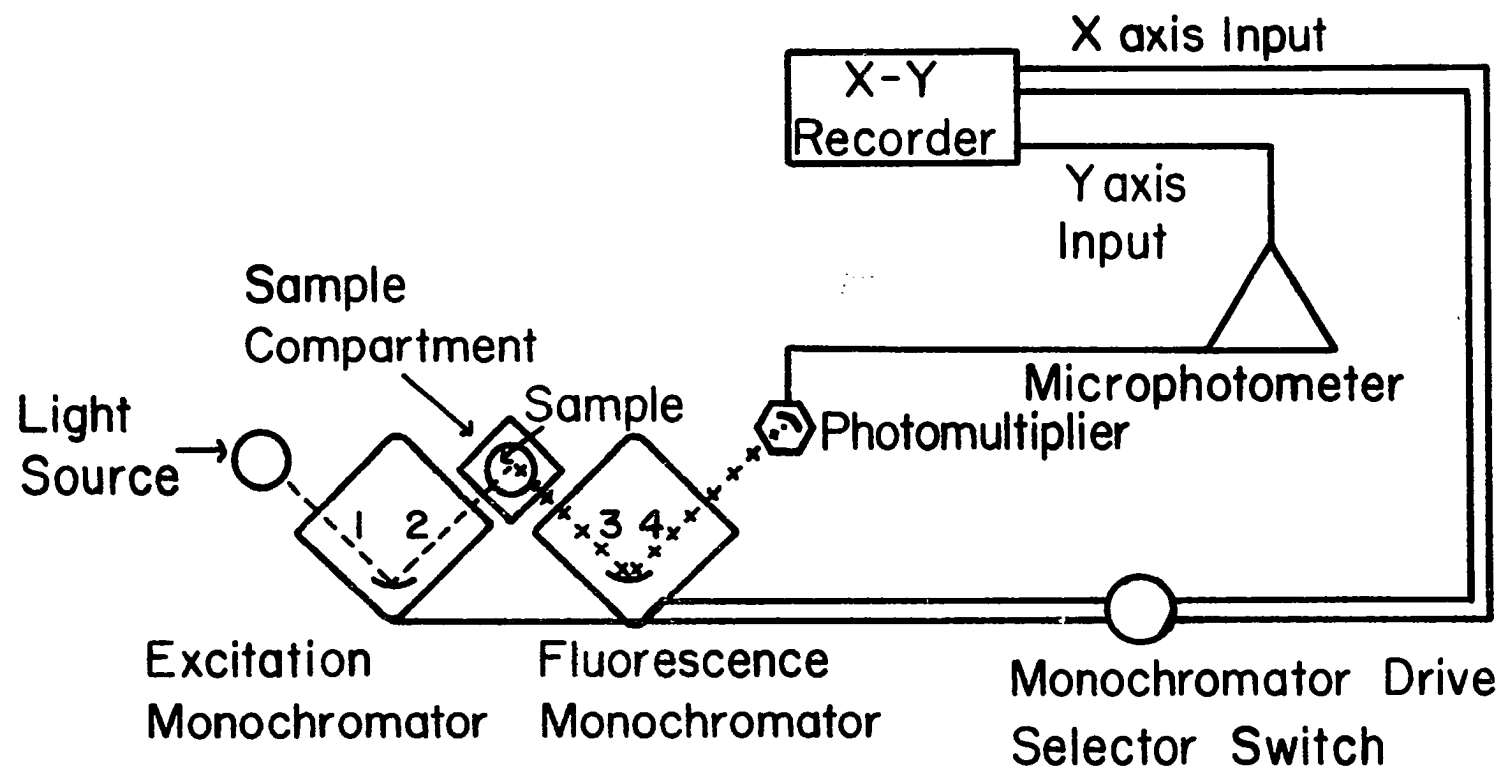 X axis Input
X-Y
Recorder
Y axis
Input
Sample
Compartment
Sample
Light
Source
Microphotometer
Photomultiplier
1 2
3 4
Excitation
Monochromator
Fluorescence
Monochromator
Monochromator Drive
Selector Switch